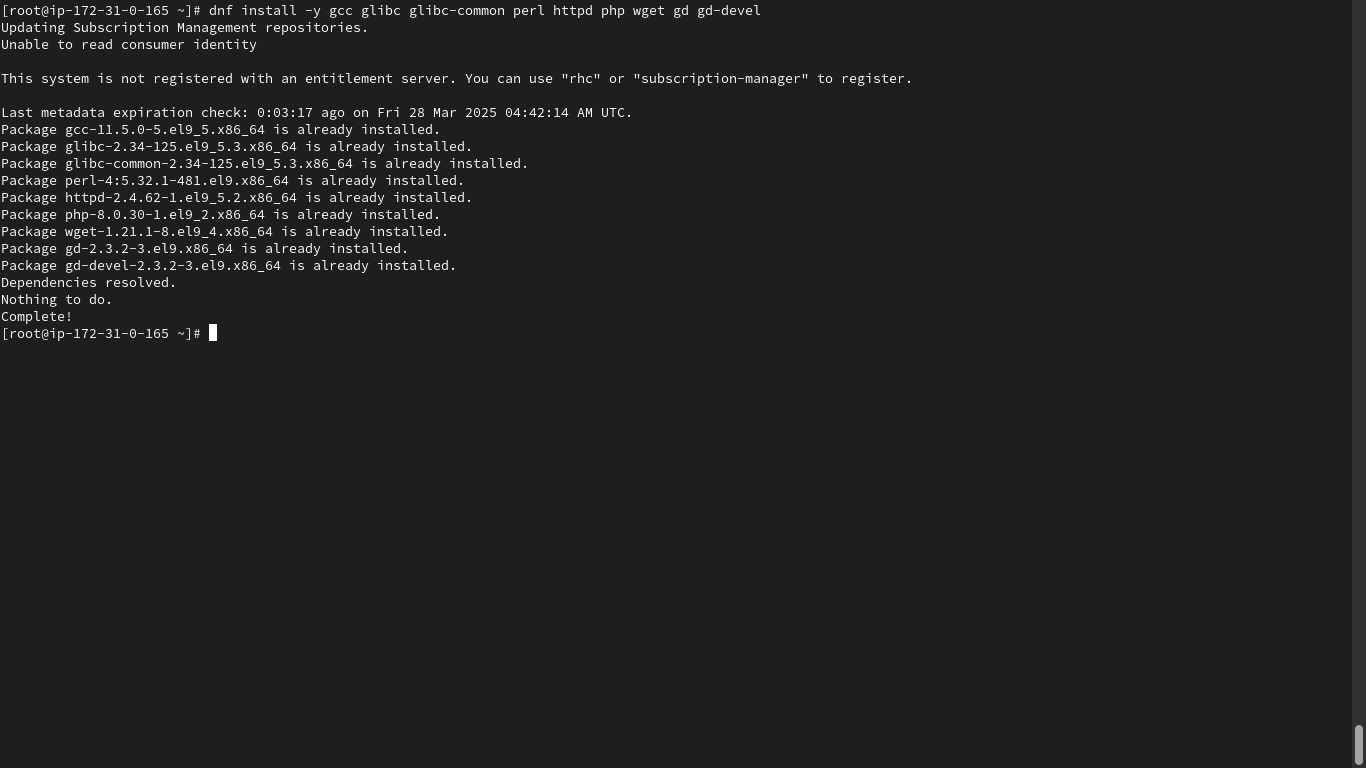 [root@ip-172-31-0-165 ~]# dnf install -y gcc glibc glibc-common perl httpd php wget gd gd-devel
Updating Subscription Management repositories.
Unable to read consumer identity
This system is not registered with an entitlement server. You can use "rhc" or "subscription-manager" to register.
Last metadata expiration check: 0:03:17 ago on Fri 28 Mar 2025 04:42:14 AM UTC.
Package gcc-11.5.0-5.el9_5.x86_64 is already installed.
Package glibc-2.34-125.el9_5.3.x86_64 is already installed.
Package glibc-common-2.34-125.el9_5.3.x86_64 is already installed.
Package perl-4:5.32.1-481.el9.x86_64 is already installed.
Package httpd-2.4.62-1.el9_5.2.x86_64 is already installed.
Package php-8.0.30-1.el9_2.x86_64 is already installed.
Package wget-1.21.1-8.el9_4.x86_64 is already installed.
Package gd-2.3.2-3.el9.x86_64 is already installed.
Package gd-devel-2.3.2-3.el9.x86_64 is already installed.
Dependencies resolved.
Nothing to do.
Complete!
[root@ip-172-31-0-165 ~]#